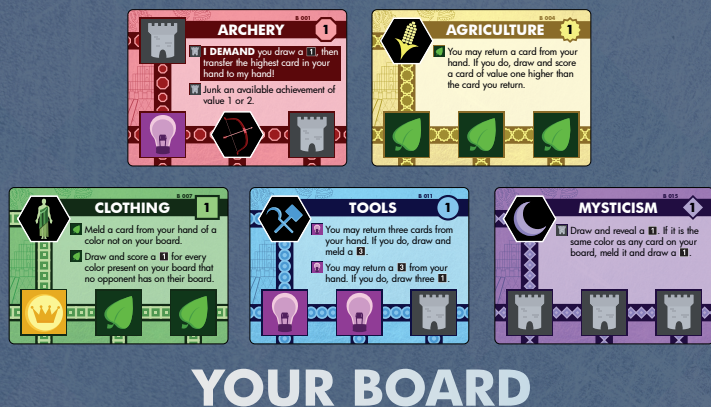 B 001
ARCHERY
1
I DEMAND you draw a 1, then
transfer the highest card in your
hand to my hand!
Junk an available achievement of
value 1 or 2.
B 004
AGRICULTURE
1
You may return a card from your
hand. If you do, draw and score
a card of value one higher than
the card you return.
B 007
CLOTHING
1
Meld a card from your hand of a
color not on your board.
Draw and score a 1 for every
color present on your board that
no opponent has on their board.
B 011
TOOLS
1
You may return three cards from
your hand. If you do, draw and
meld a 3.
You may return a 3 from your
hand. If you do, draw three 1.
B 015
MYSTICISM
1
Draw and reveal a 1. If it is the
same color as any card on your
board, meld it and draw a 1.
YOUR BOARD